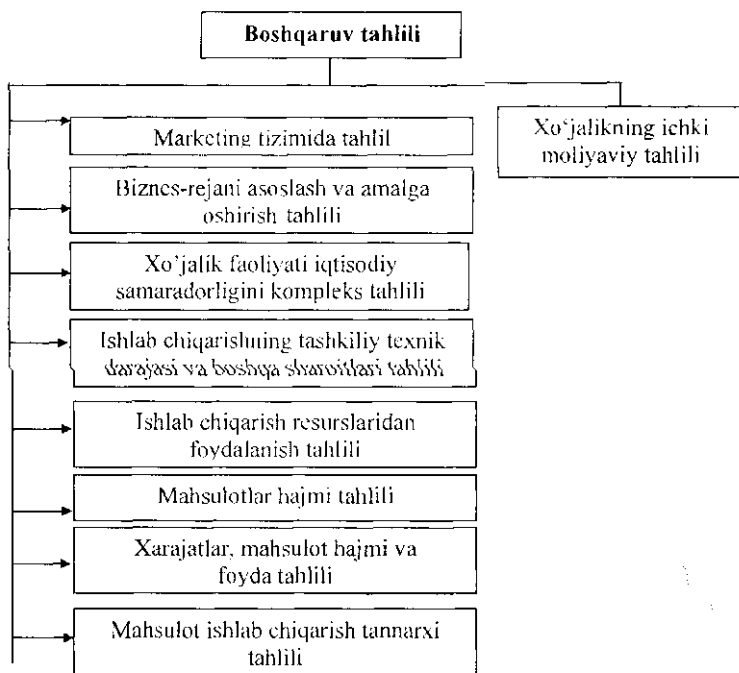 Boshqaruv tahlili
Marketing tizimida tahlil
Xo‘jalikning ichki
moliyaviy tahlili
Biznes-rejani asoslash va amalga
oshirish tahlili
Xo'jalik faoliyati iqtisodiy
samaradorligini kompleks tahlili
Ishlab chiqarishning tashkiliy texnik
darajasi va boshqa sharoitlari tahlili
Ishlab chiqarish resurslaridan
foydalanish tahlili
Mahsulotlar hajmi tahlili
Xarajatlar, mahsulot hajmi va
foyda tahlili
Mahsulot ishlab chiqarish tannarxi
tahlili